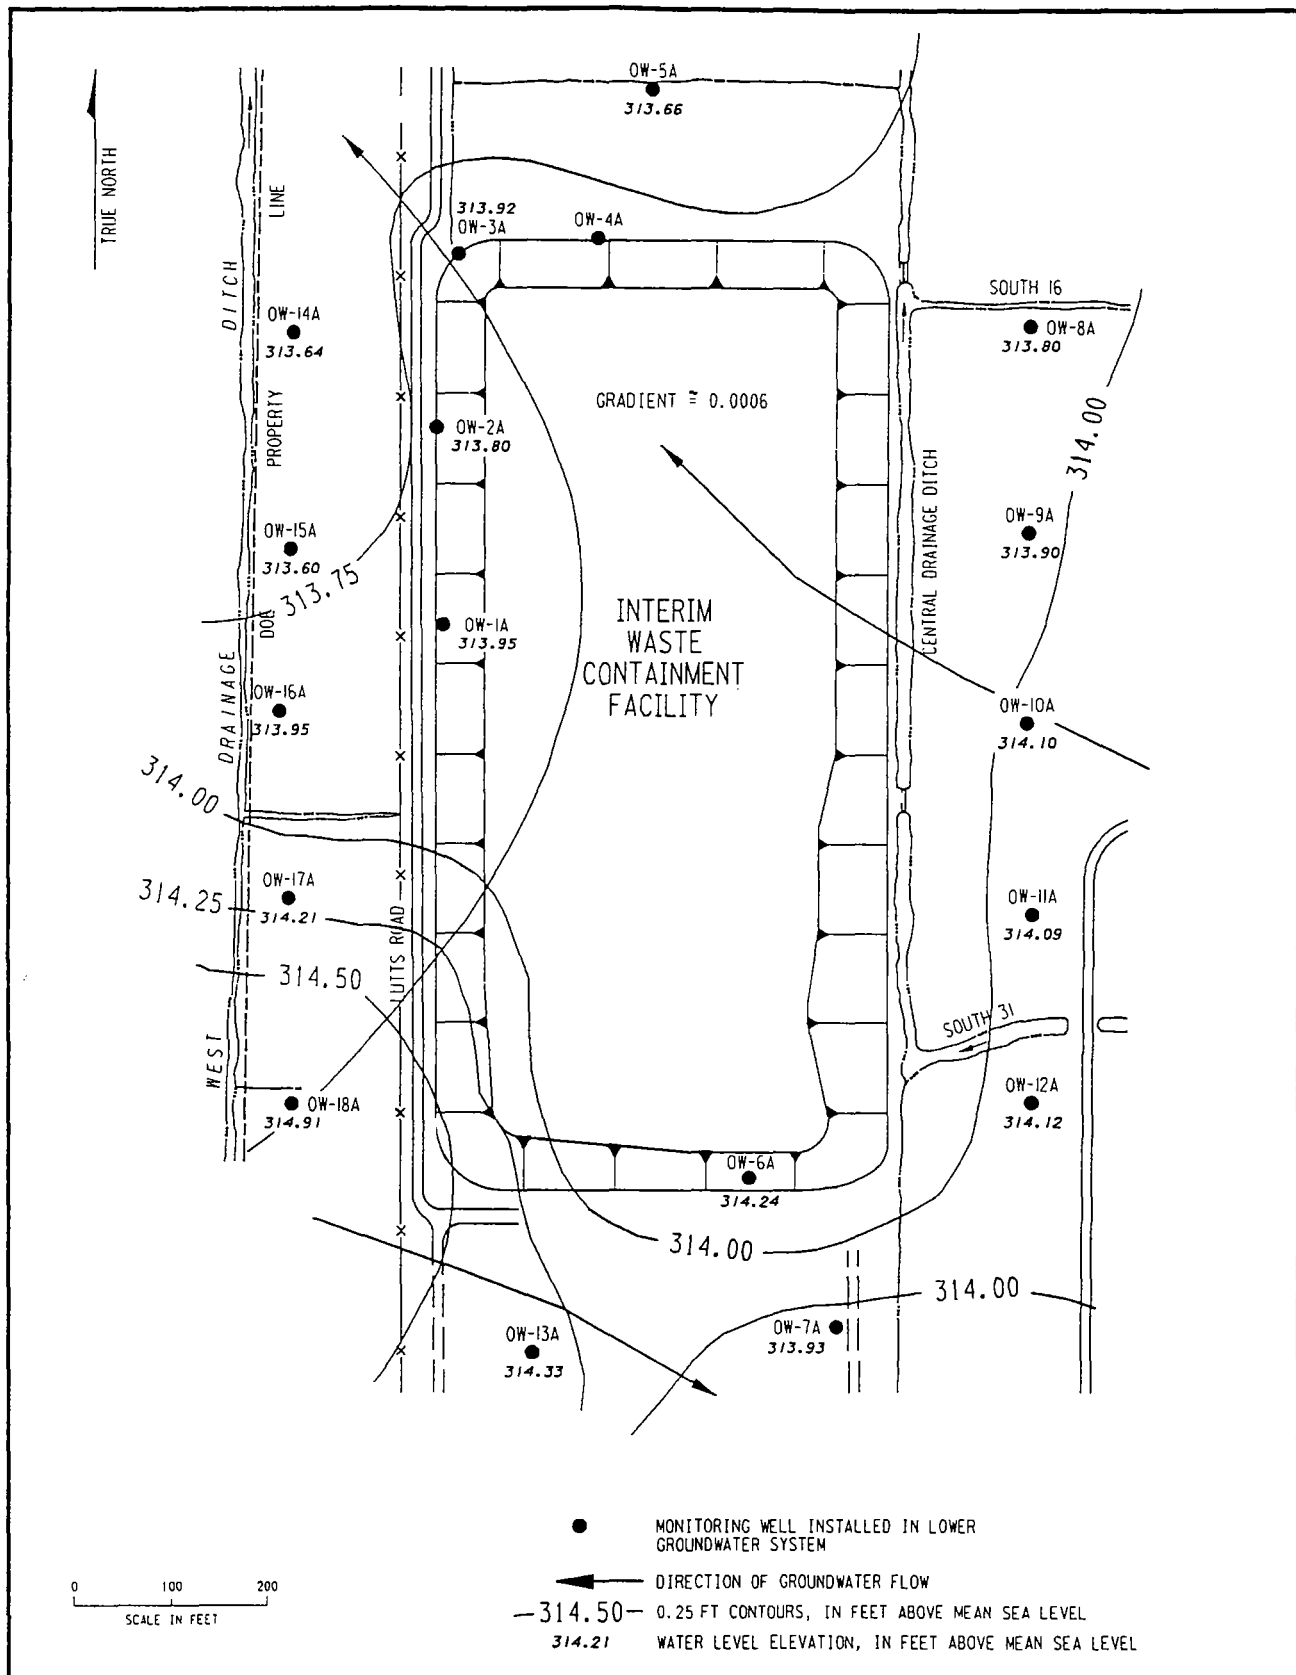 TRUE NORTH
OW-5A
313.66
313.92
OW-3A
OW-4A
LINE
PROPERTY
DOE
DITCH
DRAINAGE
WEST
OW-14A
313.64
SOUTH 16
OW-8A
313.80
GRADIENT ≅ 0.0006
314.00
OW-2A
313.80
CENTRAL DRAINAGE DITCH
OW-15A
313.60
OW-9A
313.90
313.75
OW-1A
313.95
INTERIM
WASTE
CONTAINMENT
FACILITY
OW-16A
313.95
OW-10A
314.10
314.00
OW-17A
314.21
314.25
LUTTS ROAD
OW-11A
314.09
314.50
SOUTH 31
OW-18A
314.91
OW-12A
314.12
OW-6A
314.24
314.00
314.00
OW-13A
314.33
OW-7A
313.93
MONITORING WELL INSTALLED IN LOWER
GROUNDWATER SYSTEM
DIRECTION OF GROUNDWATER FLOW
—314.50— 0.25 FT CONTOURS, IN FEET ABOVE MEAN SEA LEVEL
314.21 WATER LEVEL ELEVATION, IN FEET ABOVE MEAN SEA LEVEL
0 100 200
SCALE IN FEET